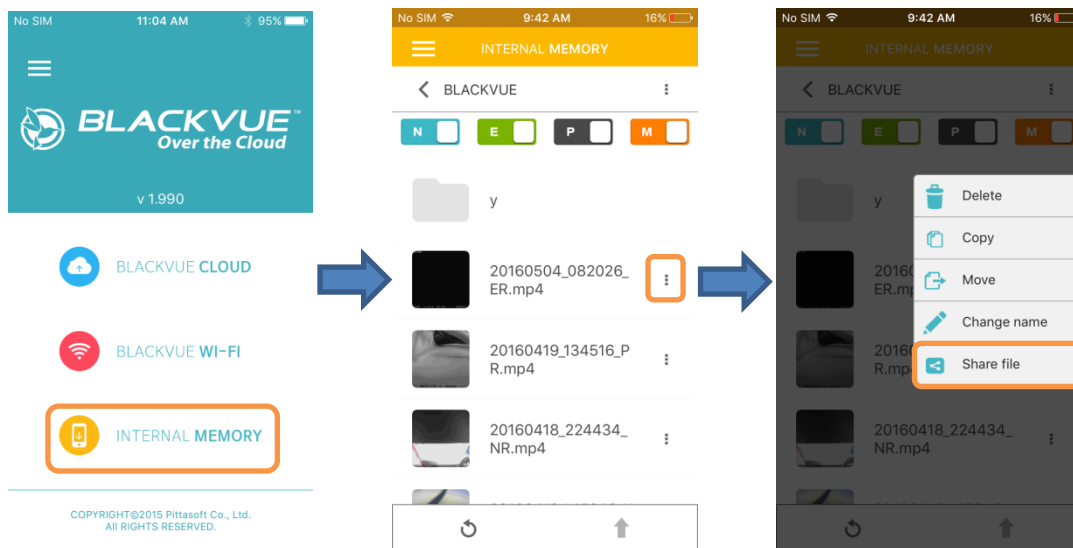 No SIM 11:04 AM 95%
BLACKVUE™
Over the Cloud
v 1.990
BLACKVUE CLOUD
BLACKVUE WI-FI
INTERNAL MEMORY
COPYRIGHT©2015 Pittasoft Co., Ltd.
All RIGHTS RESERVED.
No SIM 9:42 AM 16%
INTERNAL MEMORY
BLACKVUE
N E P M
y
20160504_082026_
ER.mp4
20160419_134516_P
R.mp4
20160418_224434_
NR.mp4
No SIM 9:42 AM 16%
INTERNAL MEMORY
BLACKVUE
N E P M
y
Delete
Copy
2016
ER.m
Move
Change name
2016
R.mp
Share file
20160418_224434_
NR.mp4